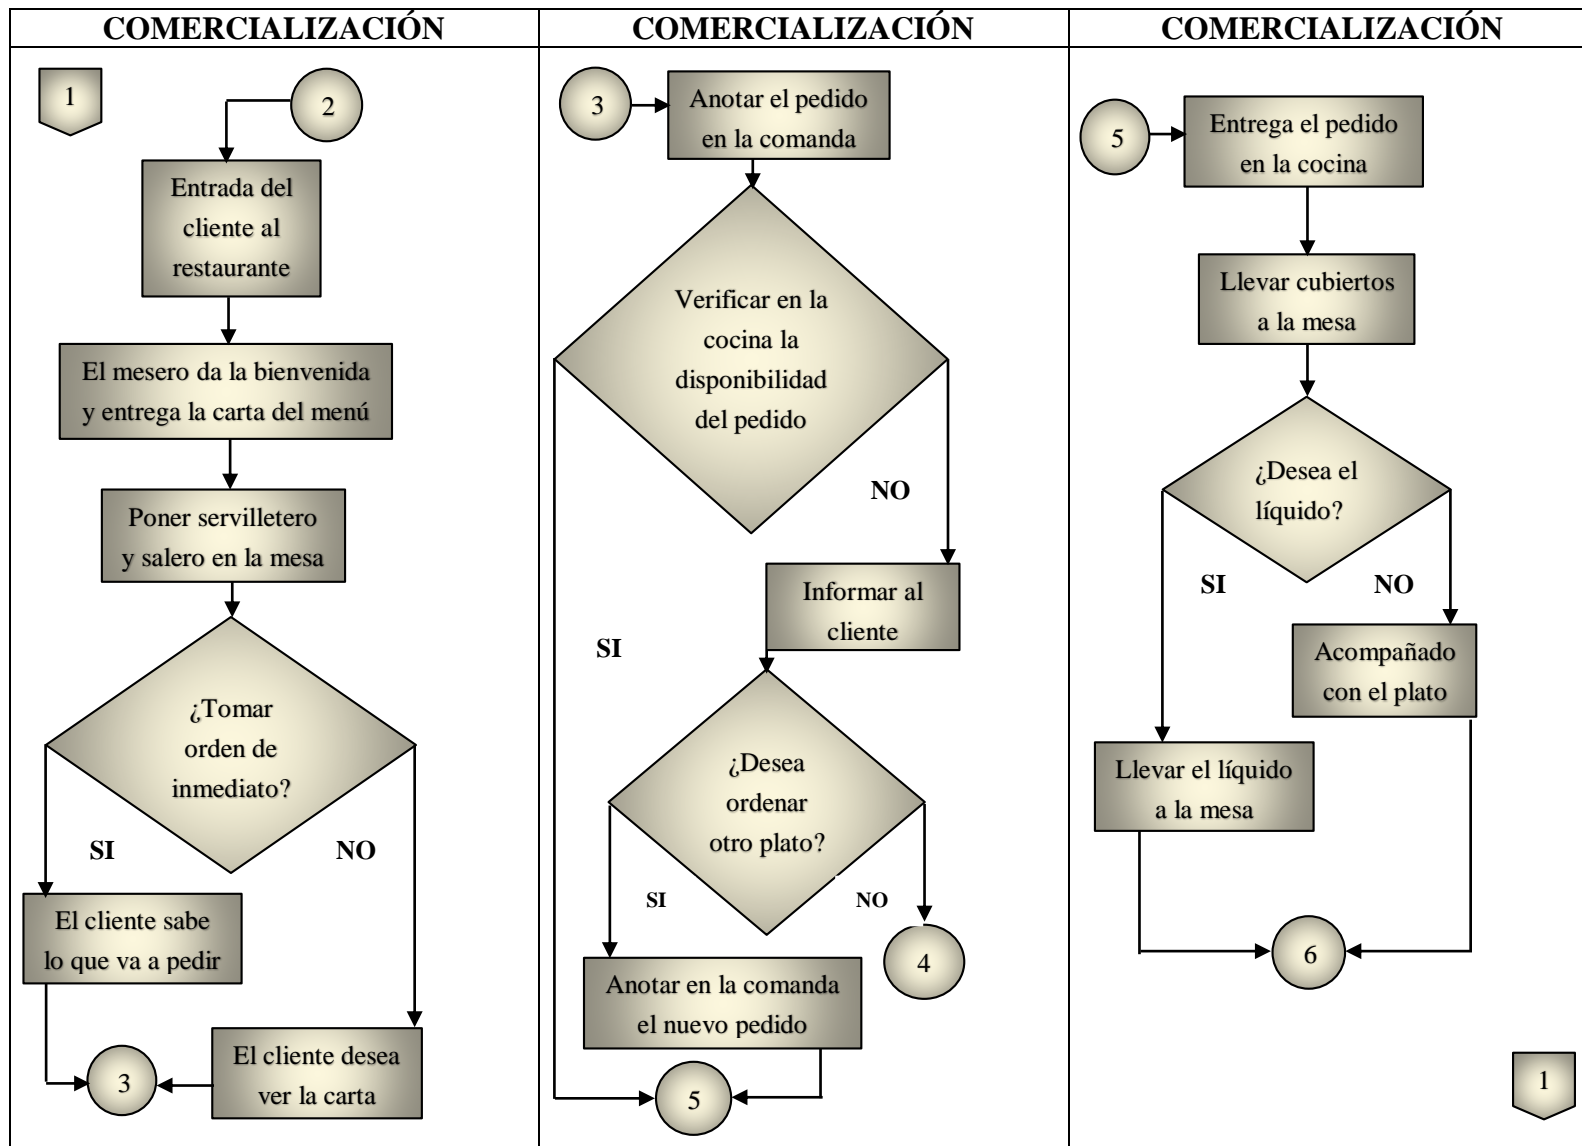 COMERCIALIZACIÓN
1
2
Entrada del
cliente al
restaurante
El mesero da la bienvenida
y entrega la carta del menú
Poner servilletero
y salero en la mesa
¿Tomar
orden de
inmediato?
SI
NO
El cliente sabe
lo que va a pedir
El cliente desea
ver la carta
3
COMERCIALIZACIÓN
3
Anotar el pedido
en la comanda
Verificar en la
cocina la
disponibilidad
del pedido
NO
SI
Informar al
cliente
¿Desea
ordenar
otro plato?
SI
NO
4
Anotar en la comanda
el nuevo pedido
5
COMERCIALIZACIÓN
5
Entrega el pedido
en la cocina
Llevar cubiertos
a la mesa
¿Desea el
líquido?
SI
NO
Acompañado
con el plato
Llevar el líquido
a la mesa
6
1